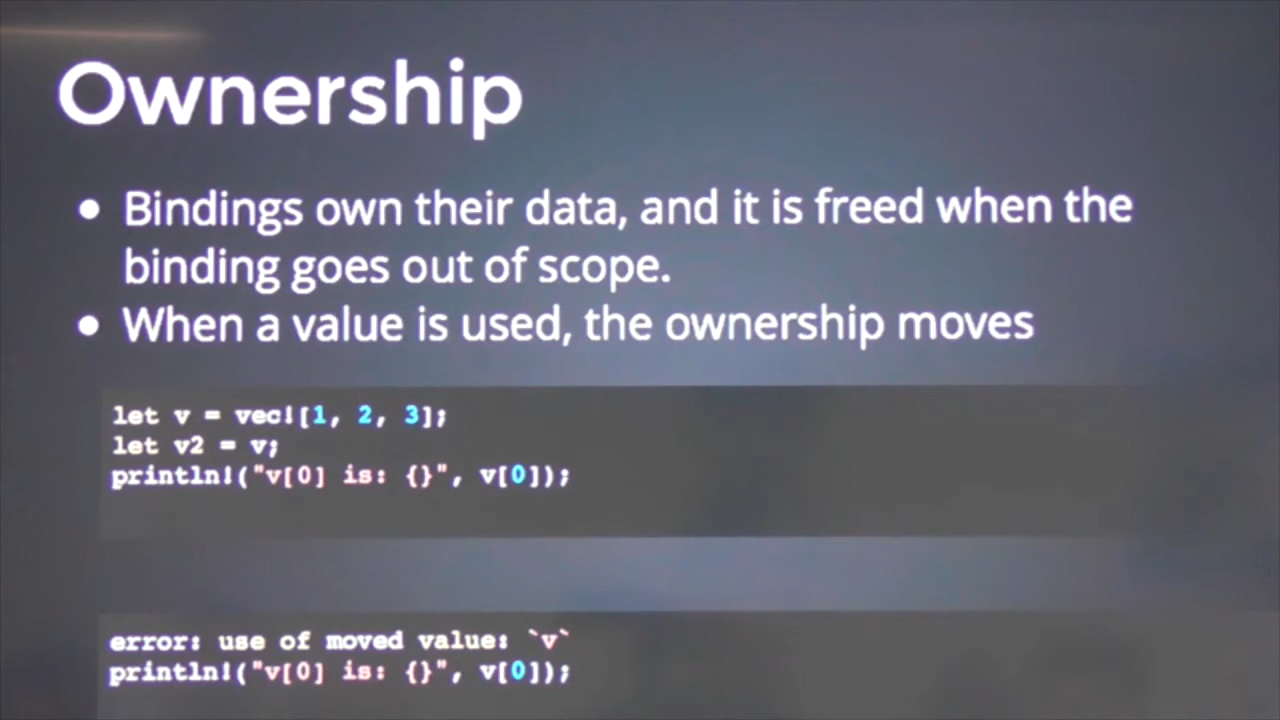 Ownership
• Bindings own their data, and it is freed when the
binding goes out of scope.
• When a value is used, the ownership moves
let v = vec![1, 2, 3];
let v2 = v;
println!("v[0] is: {}", v[0]);
error: use of moved value: `v`
println!("v[0] is: {}", v[0]);